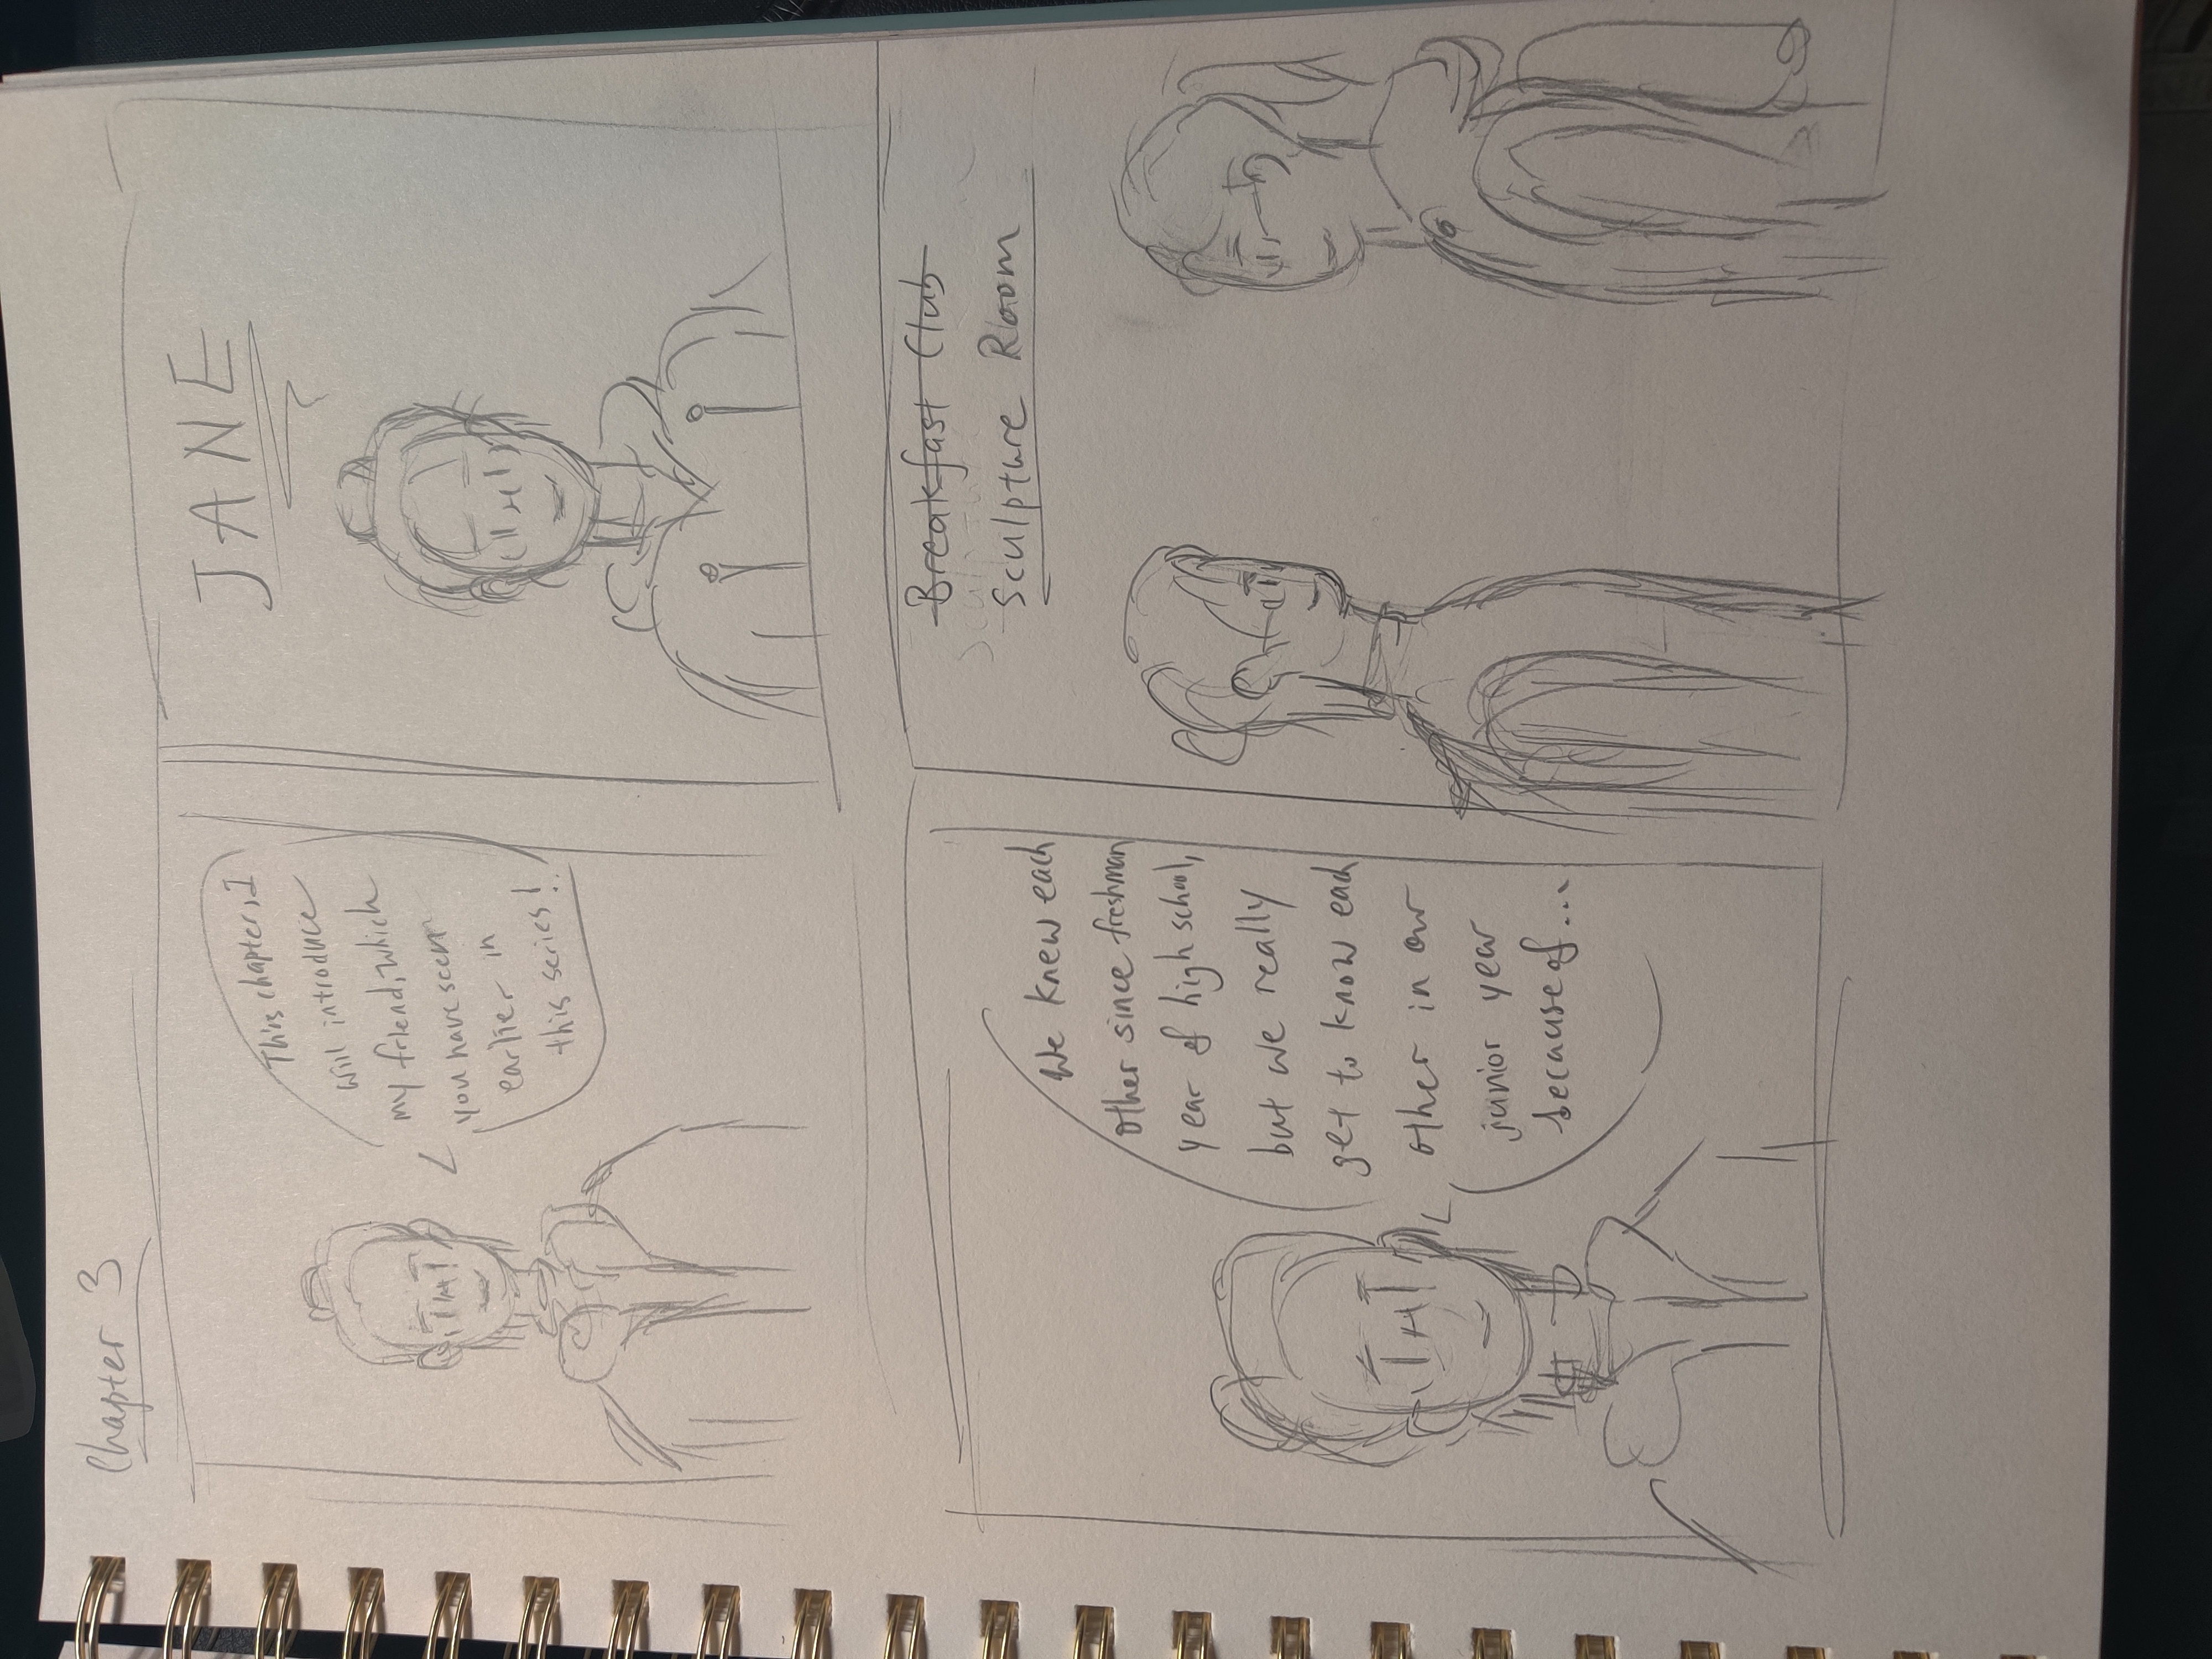 Chapter 3
This chapter, I
will introduce
my friend, which
you have seen
earlier in
this series!
JANE
We knew each
other since freshman
year of high school,
but we really
get to know each
other in our
junior year
because of...
Breakfast Club
Sculpture Room